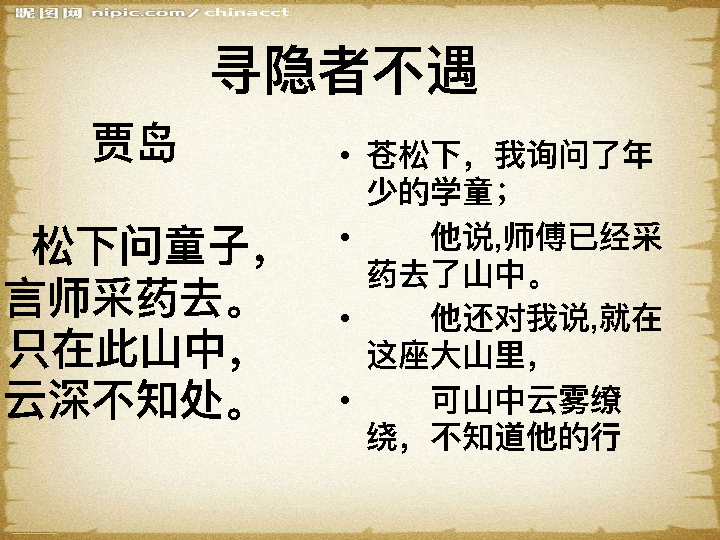 昵图网 nipic.com/chinacct
寻隐者不遇
贾岛
松下问童子，
言师采药去。
只在此山中，
云深不知处。
• 苍松下，我询问了年
少的学童；
• 他说,师傅已经采
药去了山中。
• 他还对我说,就在
这座大山里，
• 可山中云雾缭
绕，不知道他的行